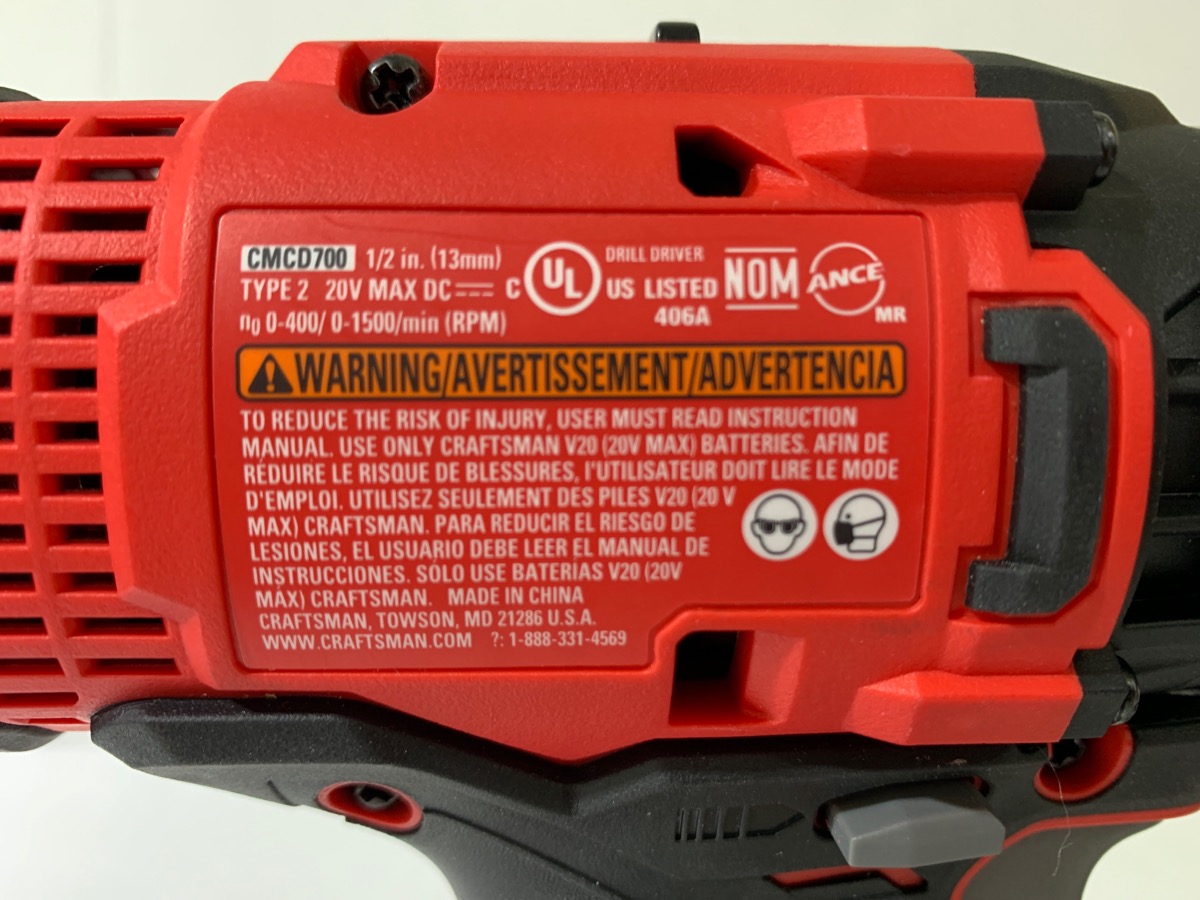 CMCD700 1/2 in. (13mm)
TYPE 2 20V MAX DC
n0 0-400/ 0-1500/min (RPM)
C UL US LISTED
DRILL DRIVER
406A
NOM
ANCE
MR
WARNING/AVERTISSEMENT/ADVERTENCIA
TO REDUCE THE RISK OF INJURY, USER MUST READ INSTRUCTION
MANUAL. USE ONLY CRAFTSMAN V20 (20V MAX) BATTERIES. AFIN DE
RÉDUIRE LE RISQUE DE BLESSURES, l'UTILISATEUR DOIT LIRE LE MODE
D'EMPLOI. UTILISEZ SEULEMENT DES PILES V20 (20 V
MAX) CRAFTSMAN. PARA REDUCIR EL RIESGO DE
LESIONES, EL USUARIO DEBE LEER EL MANUAL DE
INSTRUCCIONES. SÓLO USE BATERÍAS V20 (20V
MÁX) CRAFTSMAN. MADE IN CHINA
CRAFTSMAN, TOWSON, MD 21286 U.S.A.
WWW.CRAFTSMAN.COM ?: 1-888-331-4569